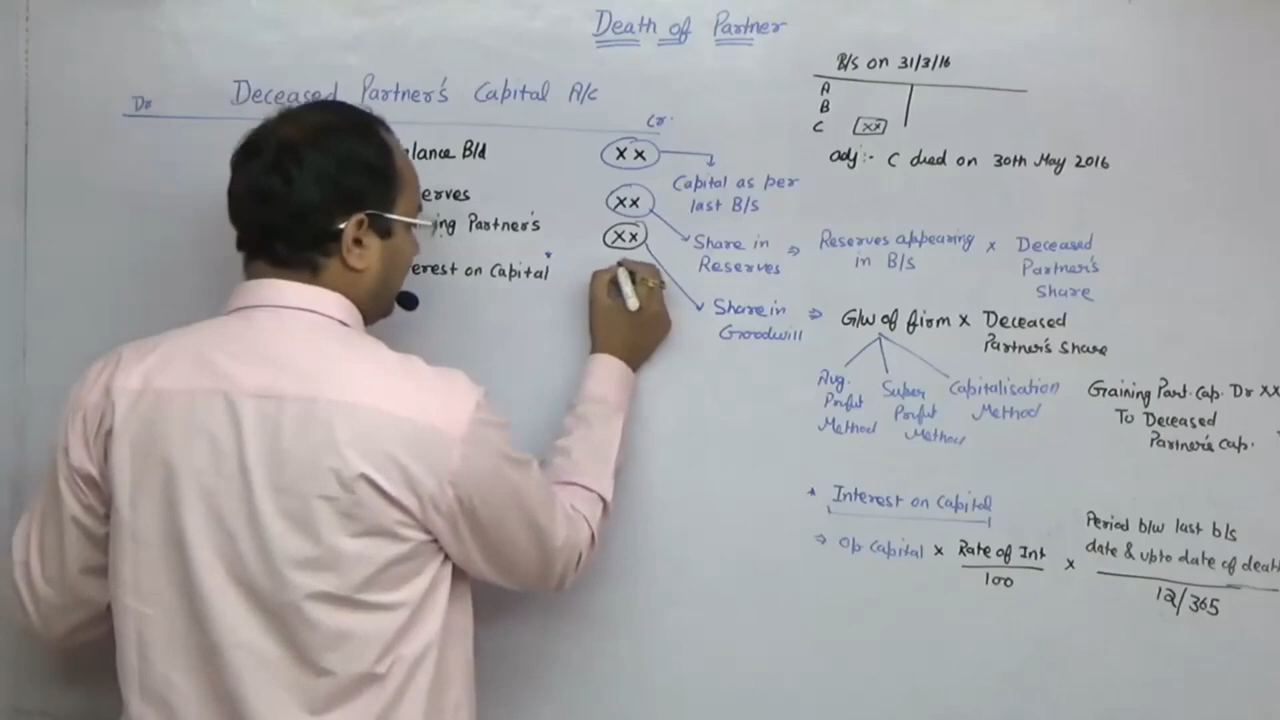 Death of Partner
Deceased Partner's Capital A/c
Dr
Cr.
lance B/d
xx
erves
xx
ing Partner's
xx
erest on Capital*
Capital as per
last B/S
Share in
Reserves
⇒ Reserves appearing
in B/s
× Deceased
Partner's
Share
Share in
Goodwill
⇒ G/w of firm × Deceased
Partner's Share
Avg.
Profit
Method
Super
Profit
Method
Capitalisation
Method
Gaining Part. Cap. Dr XX
To Deceased
Partner's Cap.
B/s on 31/3/16
A
B
C xx
adj:- C died on 30th May 2016
* Interest on Capital
⇒ Op Capital × Rate of Int
100
× Period b/w last b/s
date & upto date of death
12/365